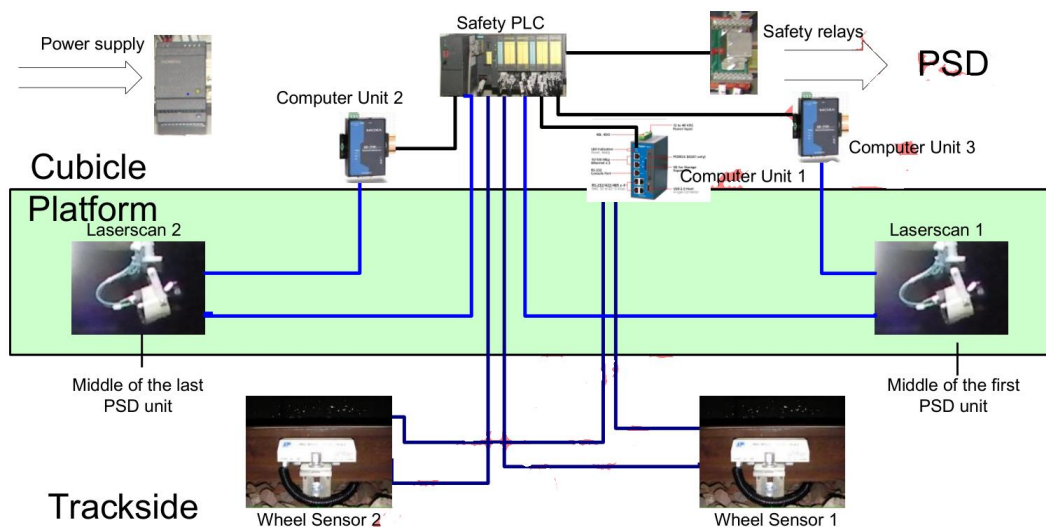 Safety PLC
Power supply
Safety relays
PSD
Computer Unit 2
Computer Unit 3
Computer Unit 1
Cubicle
Platform
Laserscan 2
Laserscan 1
Middle of the last
PSD unit
Middle of the first
PSD unit
Trackside
Wheel Sensor 2
Wheel Sensor 1